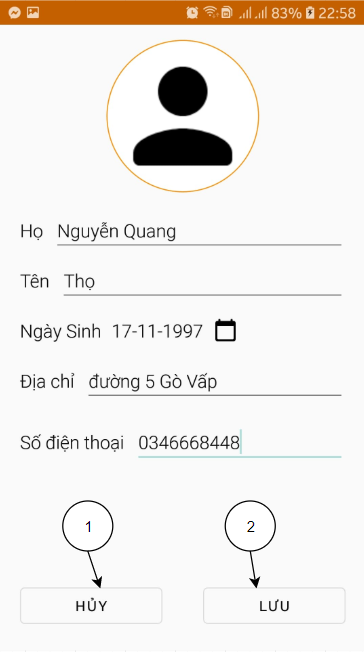 83% 22:58
Họ Nguyễn Quang
Tên Thọ
Ngày Sinh 17-11-1997
Địa chỉ đường 5 Gò Vấp
Số điện thoại 0346668448
1 2
HỦY LƯU